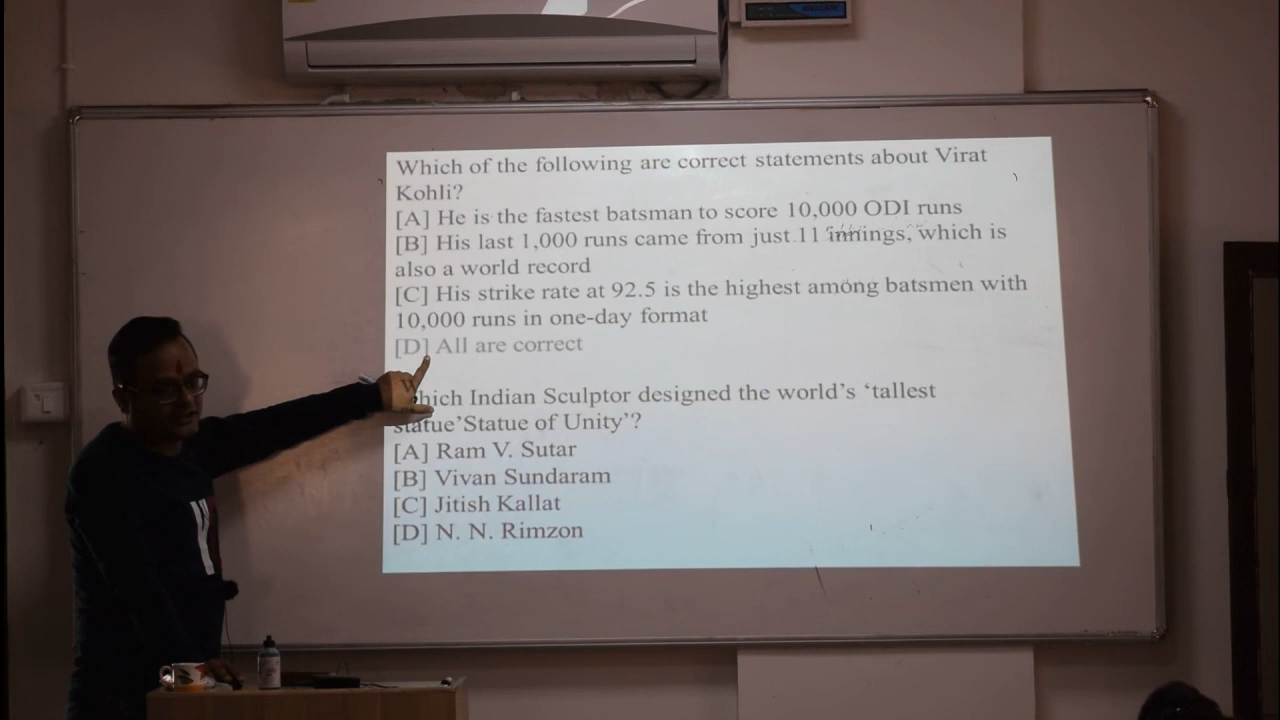 Which of the following are correct statements about Virat
Kohli?
[A] He is the fastest batsman to score 10,000 ODI runs
[B] His last 1,000 runs came from just 11 innings, which is
also a world record
[C] His strike rate at 92.5 is the highest among batsmen with
10,000 runs in one-day format
[D] All are correct
Which Indian Sculptor designed the world's 'tallest
statue'Statue of Unity'?
[A] Ram V. Sutar
[B] Vivan Sundaram
[C] Jitish Kallat
[D] N. N. Rimzon